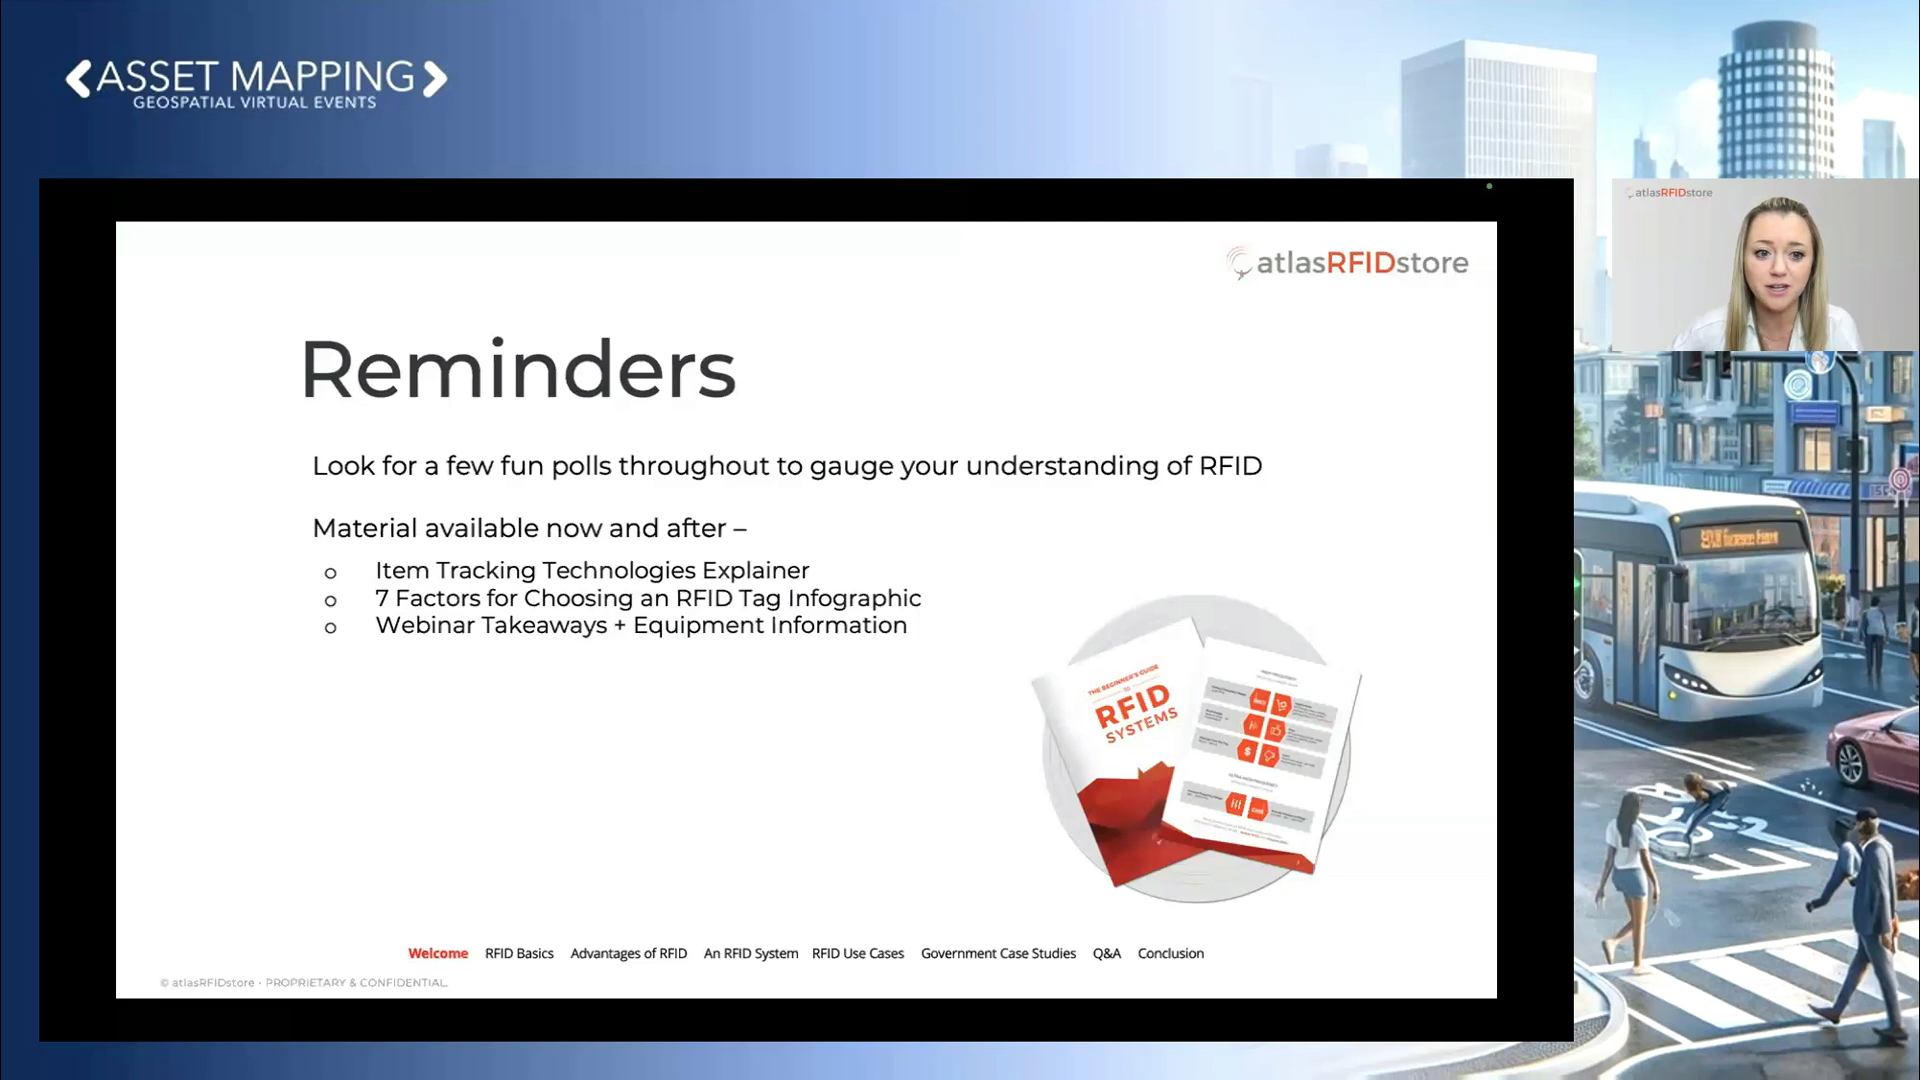 ASSET MAPPING
GEOSPATIAL VIRTUAL EVENTS
atlasRFIDstore
atlasRFIDstore
Reminders
Look for a few fun polls throughout to gauge your understanding of RFID
Material available now and after –
o Item Tracking Technologies Explainer
o 7 Factors for Choosing an RFID Tag Infographic
o Webinar Takeaways + Equipment Information
THE BEGINNER'S GUIDE
TO
RFID
SYSTEMS
Welcome RFID Basics Advantages of RFID An RFID System RFID Use Cases Government Case Studies Q&A Conclusion
© atlasRFIDstore • PROPRIETARY & CONFIDENTIAL